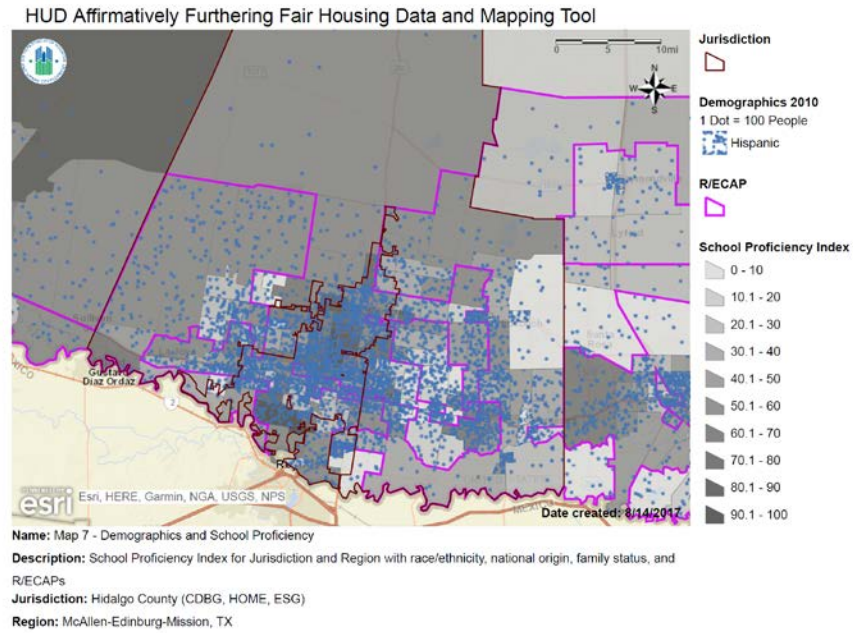 HUD Affirmatively Furthering Fair Housing Data and Mapping Tool
0 5 10mi
N
W E
S
Gustavo
Diaz Ordaz
2
esri
Esri, HERE, Garmin, NGA, USGS, NPS
Date created: 8/14/2017
Jurisdiction
Demographics 2010
1 Dot = 100 People
Hispanic
R/ECAP
School Proficiency Index
0 - 10
10.1 - 20
20.1 - 30
30.1 - 40
40.1 - 50
50.1 - 60
60.1 - 70
70.1 - 80
80.1 - 90
90.1 - 100
Name: Map 7 - Demographics and School Proficiency
Description: School Proficiency Index for Jurisdiction and Region with race/ethnicity, national origin, family status, and
R/ECAPs
Jurisdiction: Hidalgo County (CDBG, HOME, ESG)
Region: McAllen-Edinburg-Mission, TX